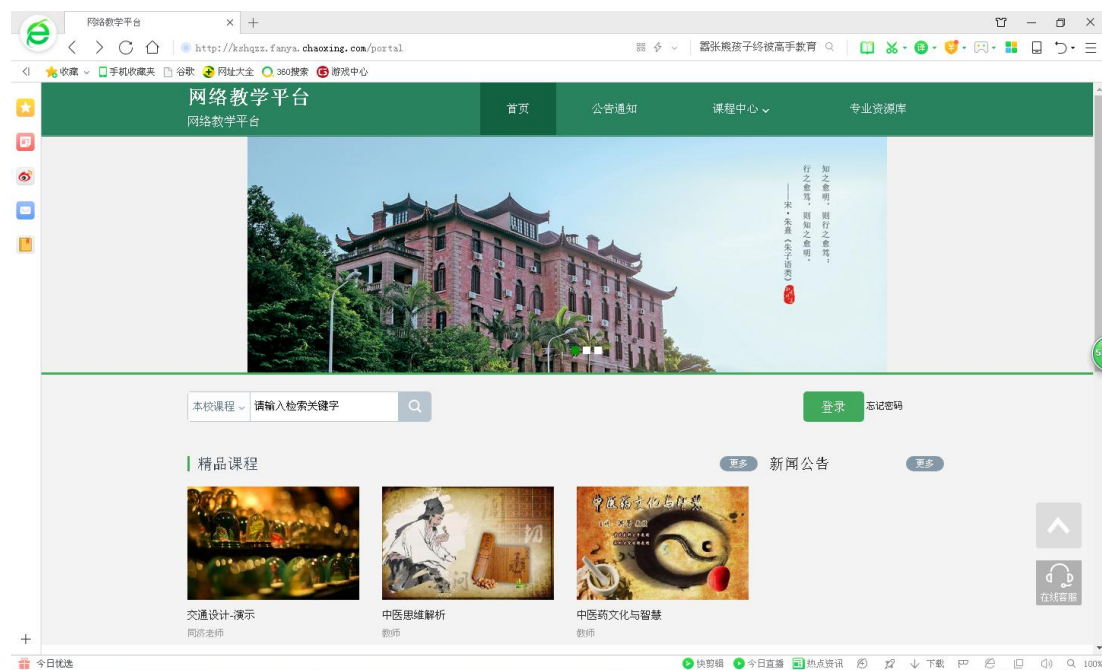 网络教学平台
http://kshqzz.fanya.chaoxing.com/portal
嚣张熊孩子终被高手教育
收藏
手机收藏夹
谷歌
网址大全
360搜索
游戏中心
网络教学平台
网络教学平台
首页
公告通知
课程中心
专业资源库
知之愈明,则行之愈笃;
行之愈笃,则知之愈明。
——宋·朱熹《朱子语类》
本校课程
请输入检索关键字
登录
忘记密码
精品课程
更多
新闻公告
更多
中医药文化与智慧
切
问
交通设计-演示
同济老师
中医思维解析
教师
中医药文化与智慧
教师
在线客服
今日优选
快剪辑
今日直播
热点资讯
下载
100%